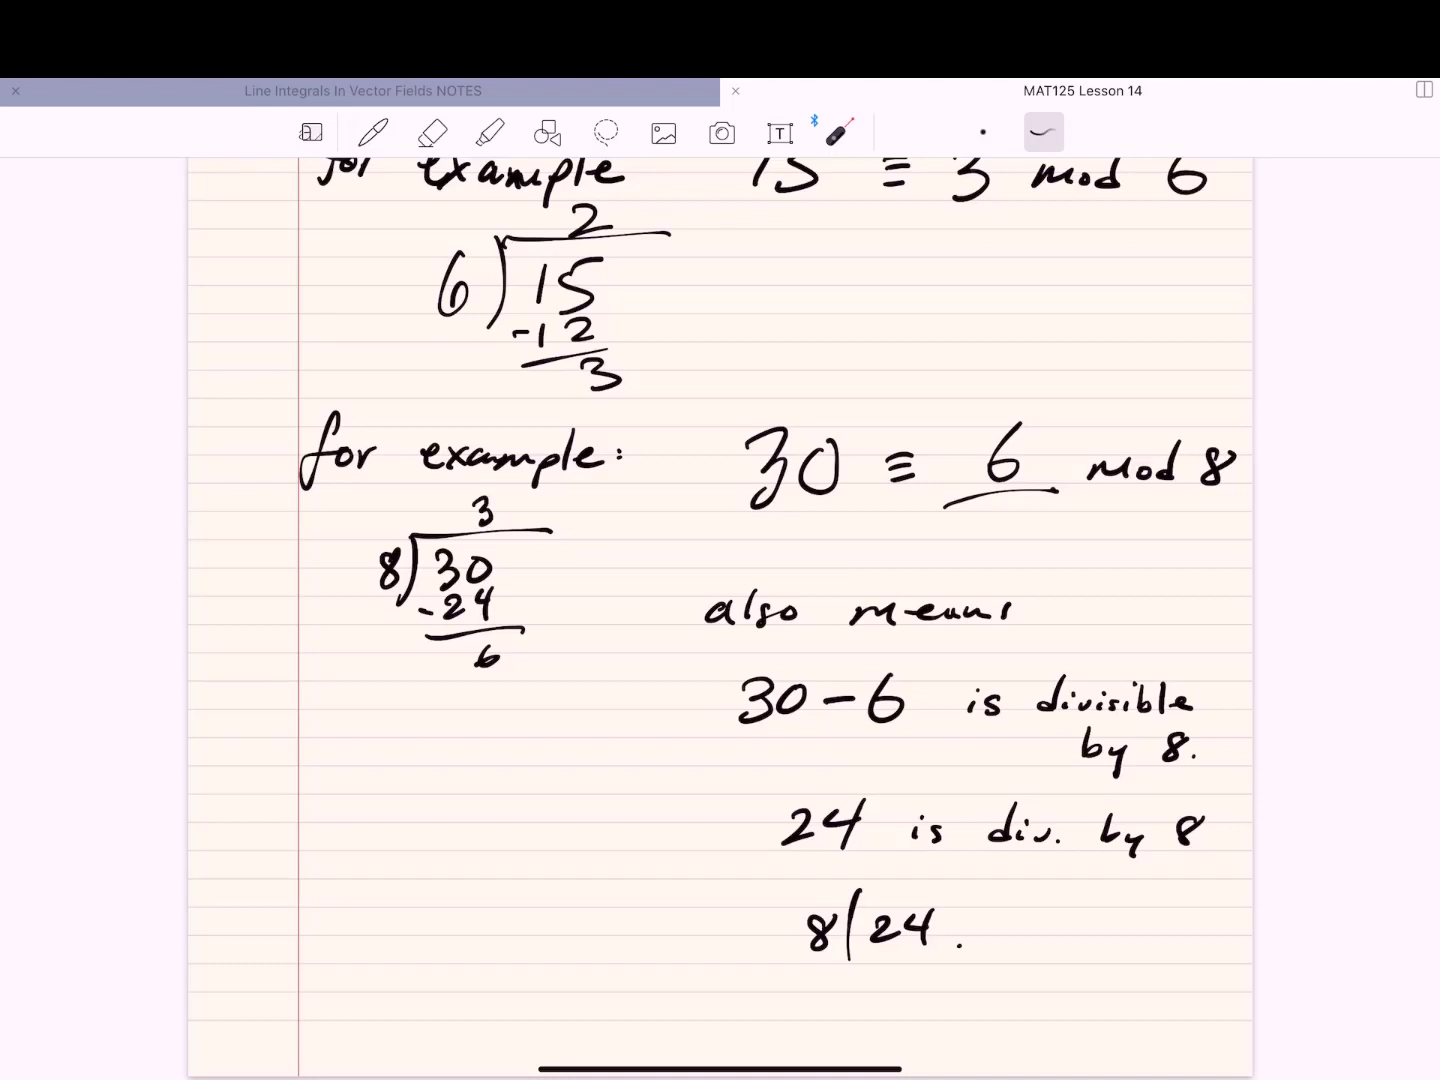 Line Integrals In Vector Fields NOTES
MAT125 Lesson 14
for example 15 ≡ 3 mod 6
2
6 ) 15
-12
3
for example: 30 ≡ 6 mod 8
3
8 ) 30
-24
6
also means
30 - 6 is divisible
by 8.
24 is div. by 8
8 | 24.